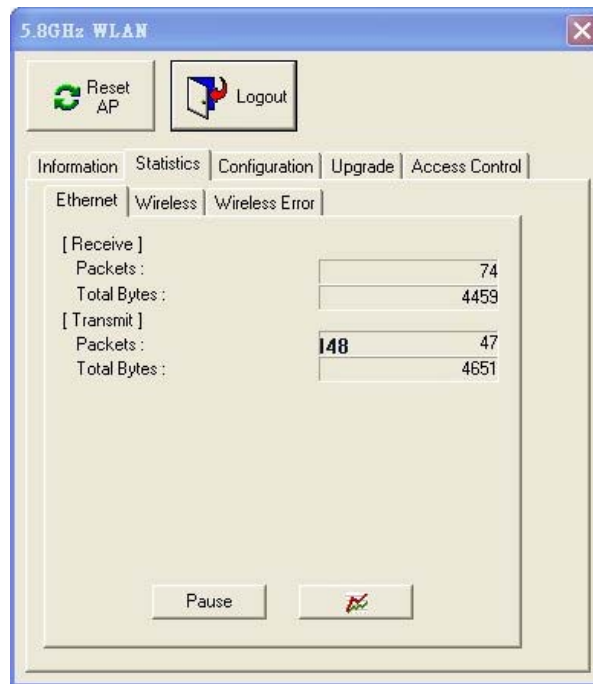 5.8GHz WLAN
Reset AP
Logout
Information Statistics Configuration Upgrade Access Control
Ethernet Wireless Wireless Error
[ Receive ]
Packets : 74
Total Bytes : 4459
[ Transmit ]
Packets : I48 47
Total Bytes : 4651
Pause